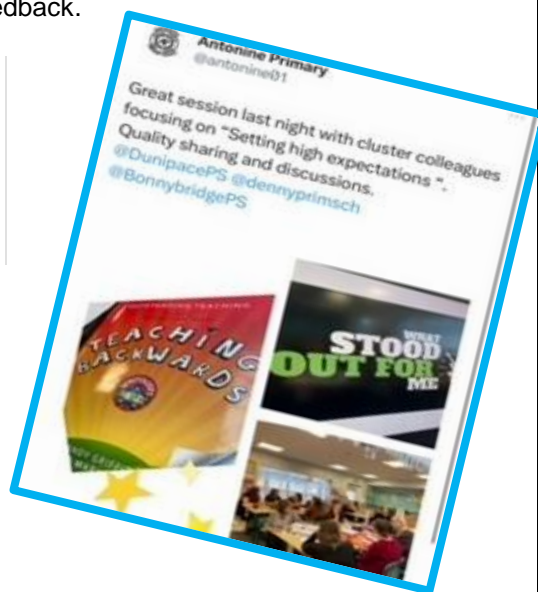 edback.
Antonine Primary
@antonine01
Great session last night with cluster colleagues
focusing on "Setting high expectations ".
Quality sharing and discussions.
@DunipacePS @dennyprimsch
@BonnybridgePS
TEACHING
BACKWARDS
WHAT
STOOD
OUT FOR
ME